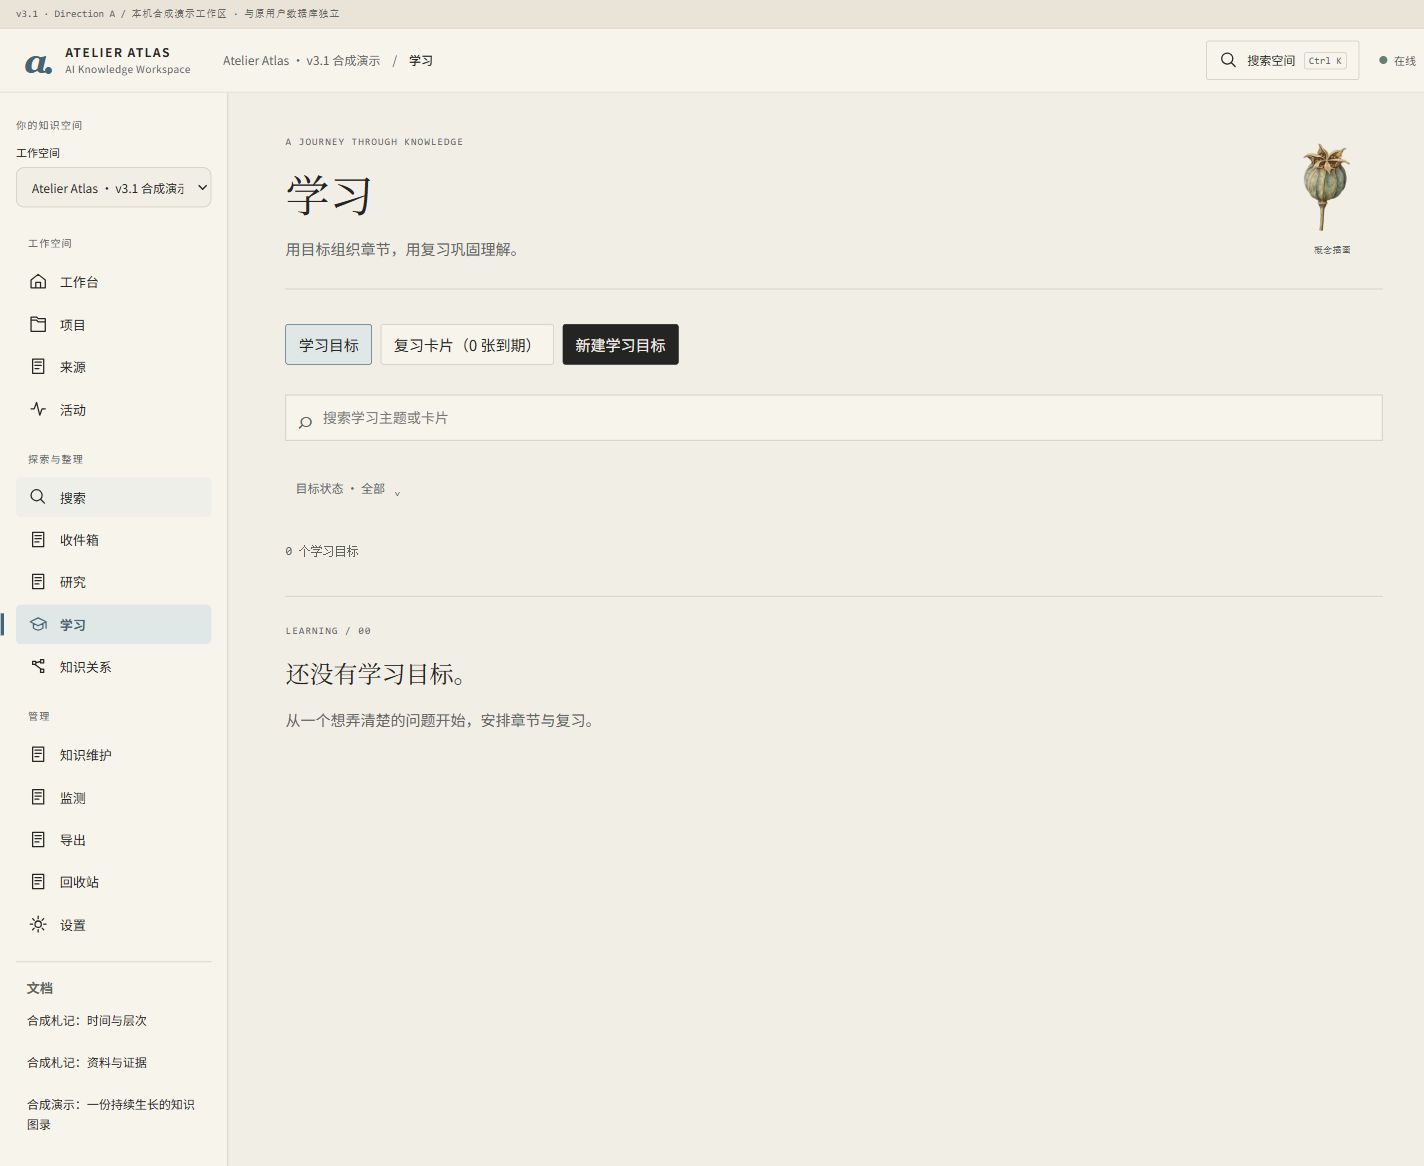 v3.1 · Direction A / 本机合成演示工作区 · 与原用户数据库独立
a. ATELIER ATLAS
AI Knowledge Workspace
Atelier Atlas · v3.1 合成演示 / 学习
搜索空间 Ctrl K
在线
你的知识空间
工作空间
Atelier Atlas · v3.1 合成演示
工作空间
工作台
项目
来源
活动
探索与整理
搜索
收件箱
研究
学习
知识关系
管理
知识维护
监测
导出
回收站
设置
文档
合成札记：时间与层次
合成札记：资料与证据
合成演示：一份持续生长的知识
图录
A JOURNEY THROUGH KNOWLEDGE
学习
用目标组织章节，用复习巩固理解。
概念插画
学习目标
复习卡片（0 张到期）
新建学习目标
搜索学习主题或卡片
目标状态 · 全部
0 个学习目标
LEARNING / 00
还没有学习目标。
从一个想弄清楚的问题开始，安排章节与复习。